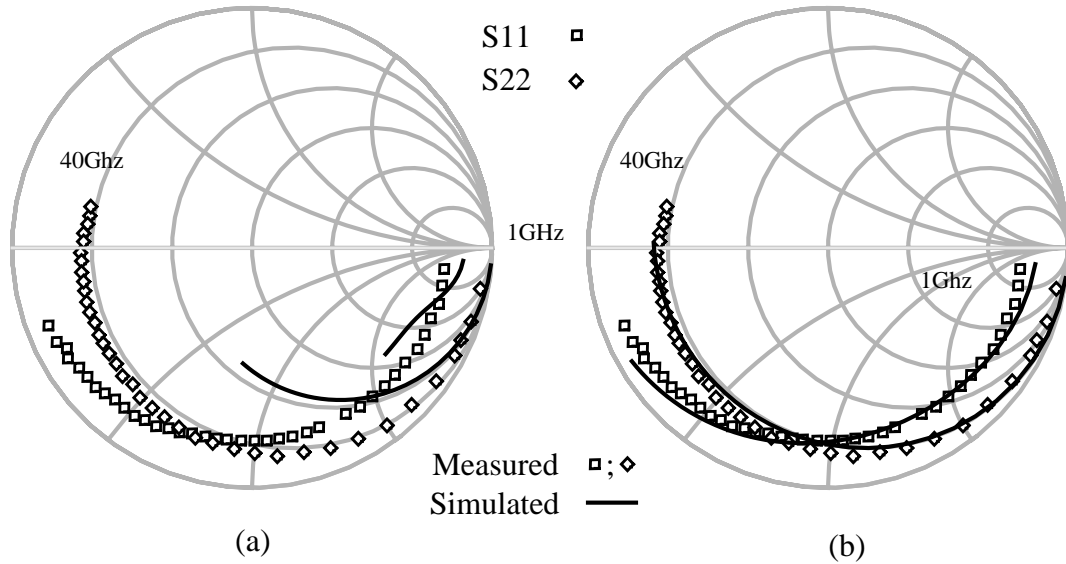 S11
S22
40Ghz
1GHz
40Ghz
1Ghz
Measured ;
Simulated
(a)
(b)